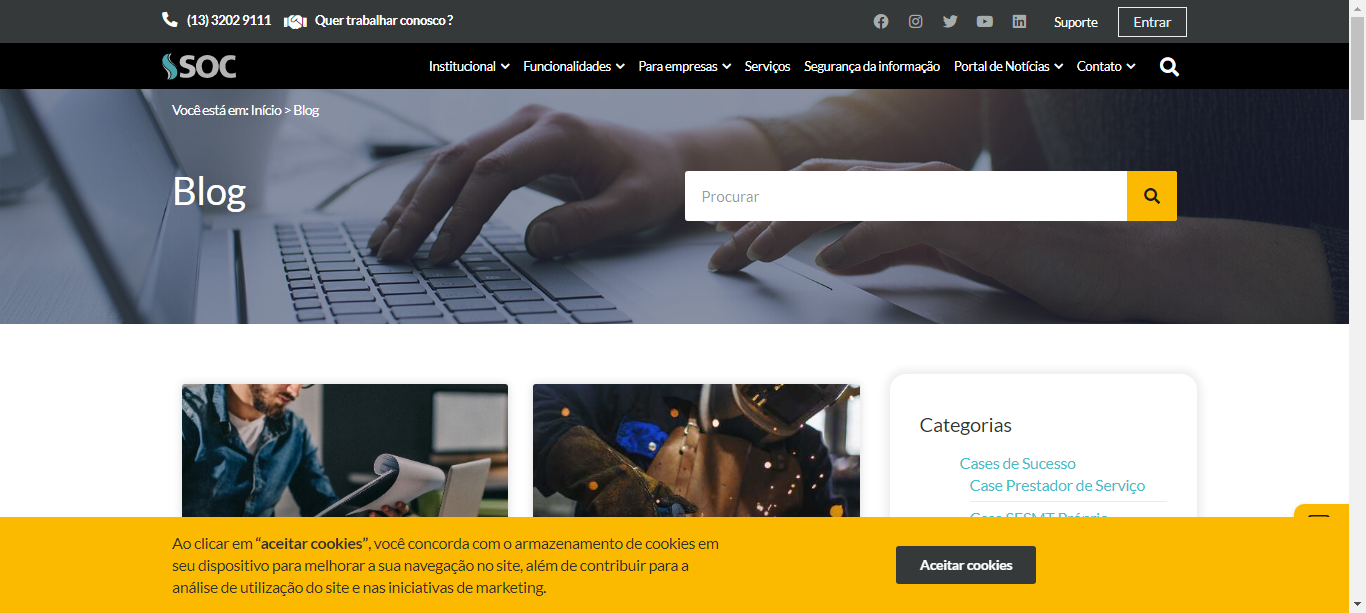 (13) 3202 9111 Quer trabalhar conosco ? Suporte Entrar
SOC Institucional Funcionalidades Para empresas Serviços Segurança da informação Portal de Notícias Contato
Você está em: Início > Blog
Blog
Procurar
Categorias
Cases de Sucesso
Case Prestador de Serviço
Case SESMT Próprio
Ao clicar em “aceitar cookies”, você concorda com o armazenamento de cookies em
seu dispositivo para melhorar a sua navegação no site, além de contribuir para a
análise de utilização do site e nas iniciativas de marketing.
Aceitar cookies